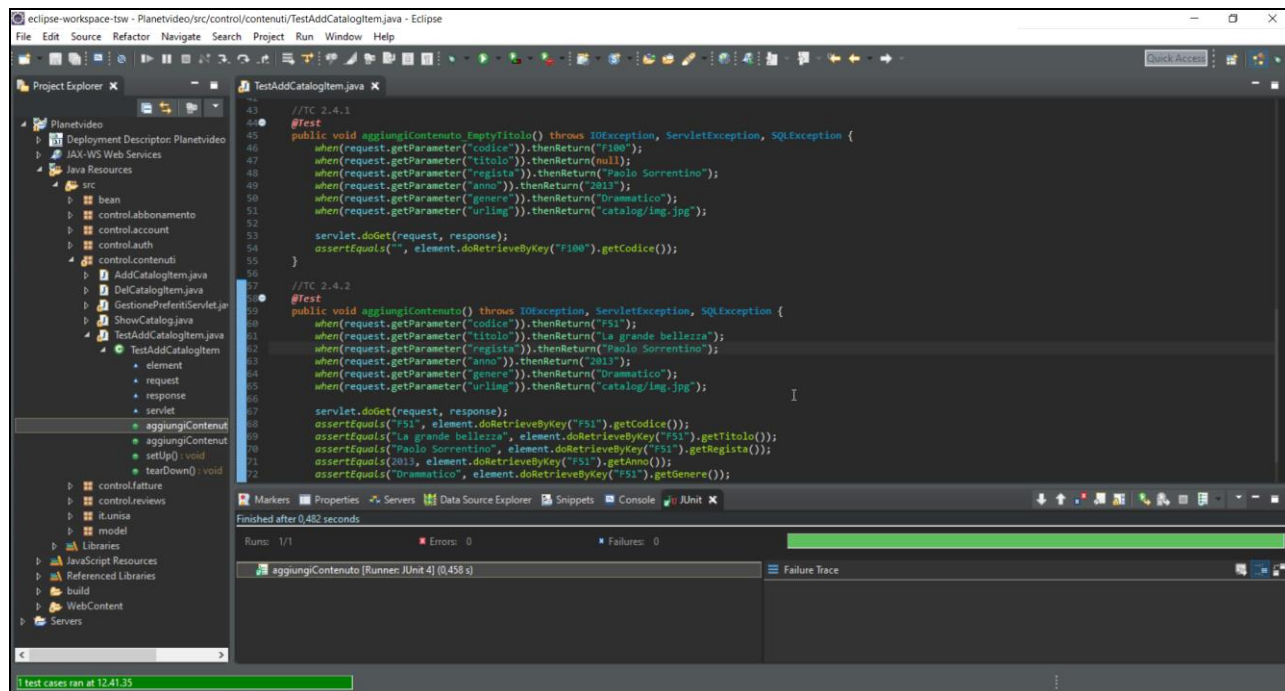 eclipse-workspace-tsw - Planetvideo/src/control/contenuti/TestAddCatalogItem.java - Eclipse
File Edit Source Refactor Navigate Search Project Run Window Help
Quick Access
Project Explorer
TestAddCatalogItem.java
Planetvideo
Deployment Descriptor: Planetvideo
JAX-WS Web Services
Java Resources
src
bean
control.abbonamento
control.account
control.auth
control.contenuti
AddCatalogItem.java
DelCatalogItem.java
GestionePreferitiServlet.ja
ShowCatalog.java
TestAddCatalogItem.java
TestAddCatalogItem
element
request
response
servlet
aggiungiContenut
aggiungiContenut
setUp() : void
tearDown() : void
control.fatture
control.reviews
it.unisa
model
Libraries
JavaScript Resources
Referenced Libraries
build
WebContent
Servers
42
43 //TC 2.4.1
44 @Test
45 public void aggiungiContenuto_EmptyTitolo() throws IOException, ServletException, SQLException {
46 when(request.getParameter("codice")).thenReturn("F100");
47 when(request.getParameter("titolo")).thenReturn(null);
48 when(request.getParameter("regista")).thenReturn("Paolo Sorrentino");
49 when(request.getParameter("anno")).thenReturn("2013");
50 when(request.getParameter("genere")).thenReturn("Drammatico");
51 when(request.getParameter("urlimg")).thenReturn("catalog/img.jpg");
52
53 servlet.doGet(request, response);
54 assertEquals("", element.doRetrieveByKey("F100").getCodice());
55 }
56
57 //TC 2.4.2
58 @Test
59 public void aggiungiContenuto() throws IOException, ServletException, SQLException {
60 when(request.getParameter("codice")).thenReturn("F51");
61 when(request.getParameter("titolo")).thenReturn("La grande bellezza");
62 when(request.getParameter("regista")).thenReturn("Paolo Sorrentino");
63 when(request.getParameter("anno")).thenReturn("2013");
64 when(request.getParameter("genere")).thenReturn("Drammatico");
65 when(request.getParameter("urlimg")).thenReturn("catalog/img.jpg");
66
67 servlet.doGet(request, response);
68 assertEquals("F51", element.doRetrieveByKey("F51").getCodice());
69 assertEquals("La grande bellezza", element.doRetrieveByKey("F51").getTitolo());
70 assertEquals("Paolo Sorrentino", element.doRetrieveByKey("F51").getRegista());
71 assertEquals(2013, element.doRetrieveByKey("F51").getAnno());
72 assertEquals("Drammatico", element.doRetrieveByKey("F51").getGenere());
Markers Properties Servers Data Source Explorer Snippets Console JUnit
Finished after 0,482 seconds
Runs: 1/1 Errors: 0 Failures: 0
aggiungiContenuto [Runner: JUnit 4] (0,458 s)
Failure Trace
1 test cases ran at 12.41.35